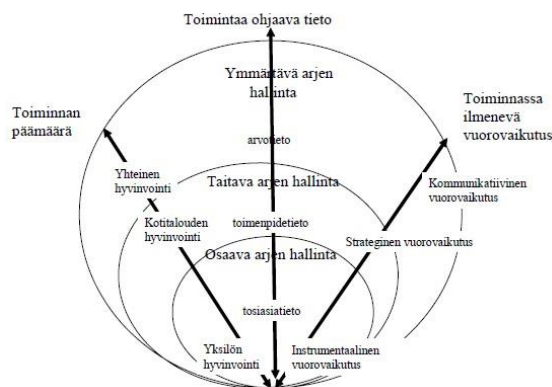 Toimintaa ohjaava tieto
Ymmärtävä arjen
hallinta
Toiminnan
päämäärä
Toiminnassa
ilmenevä
vuorovaikutus
arvotieto
Yhteinen
hyvinvointi
Taitava arjen hallinta
Kommunikatiivinen
vuorovaikutus
Kotitalouden
hyvinvointi
toimenpidetieto
Strateginen vuorovaikutus
Osaava arjen hallinta
tosiasiatieto
Yksilön
hyvinvointi
Instrumentaalinen
vuorovaikutus